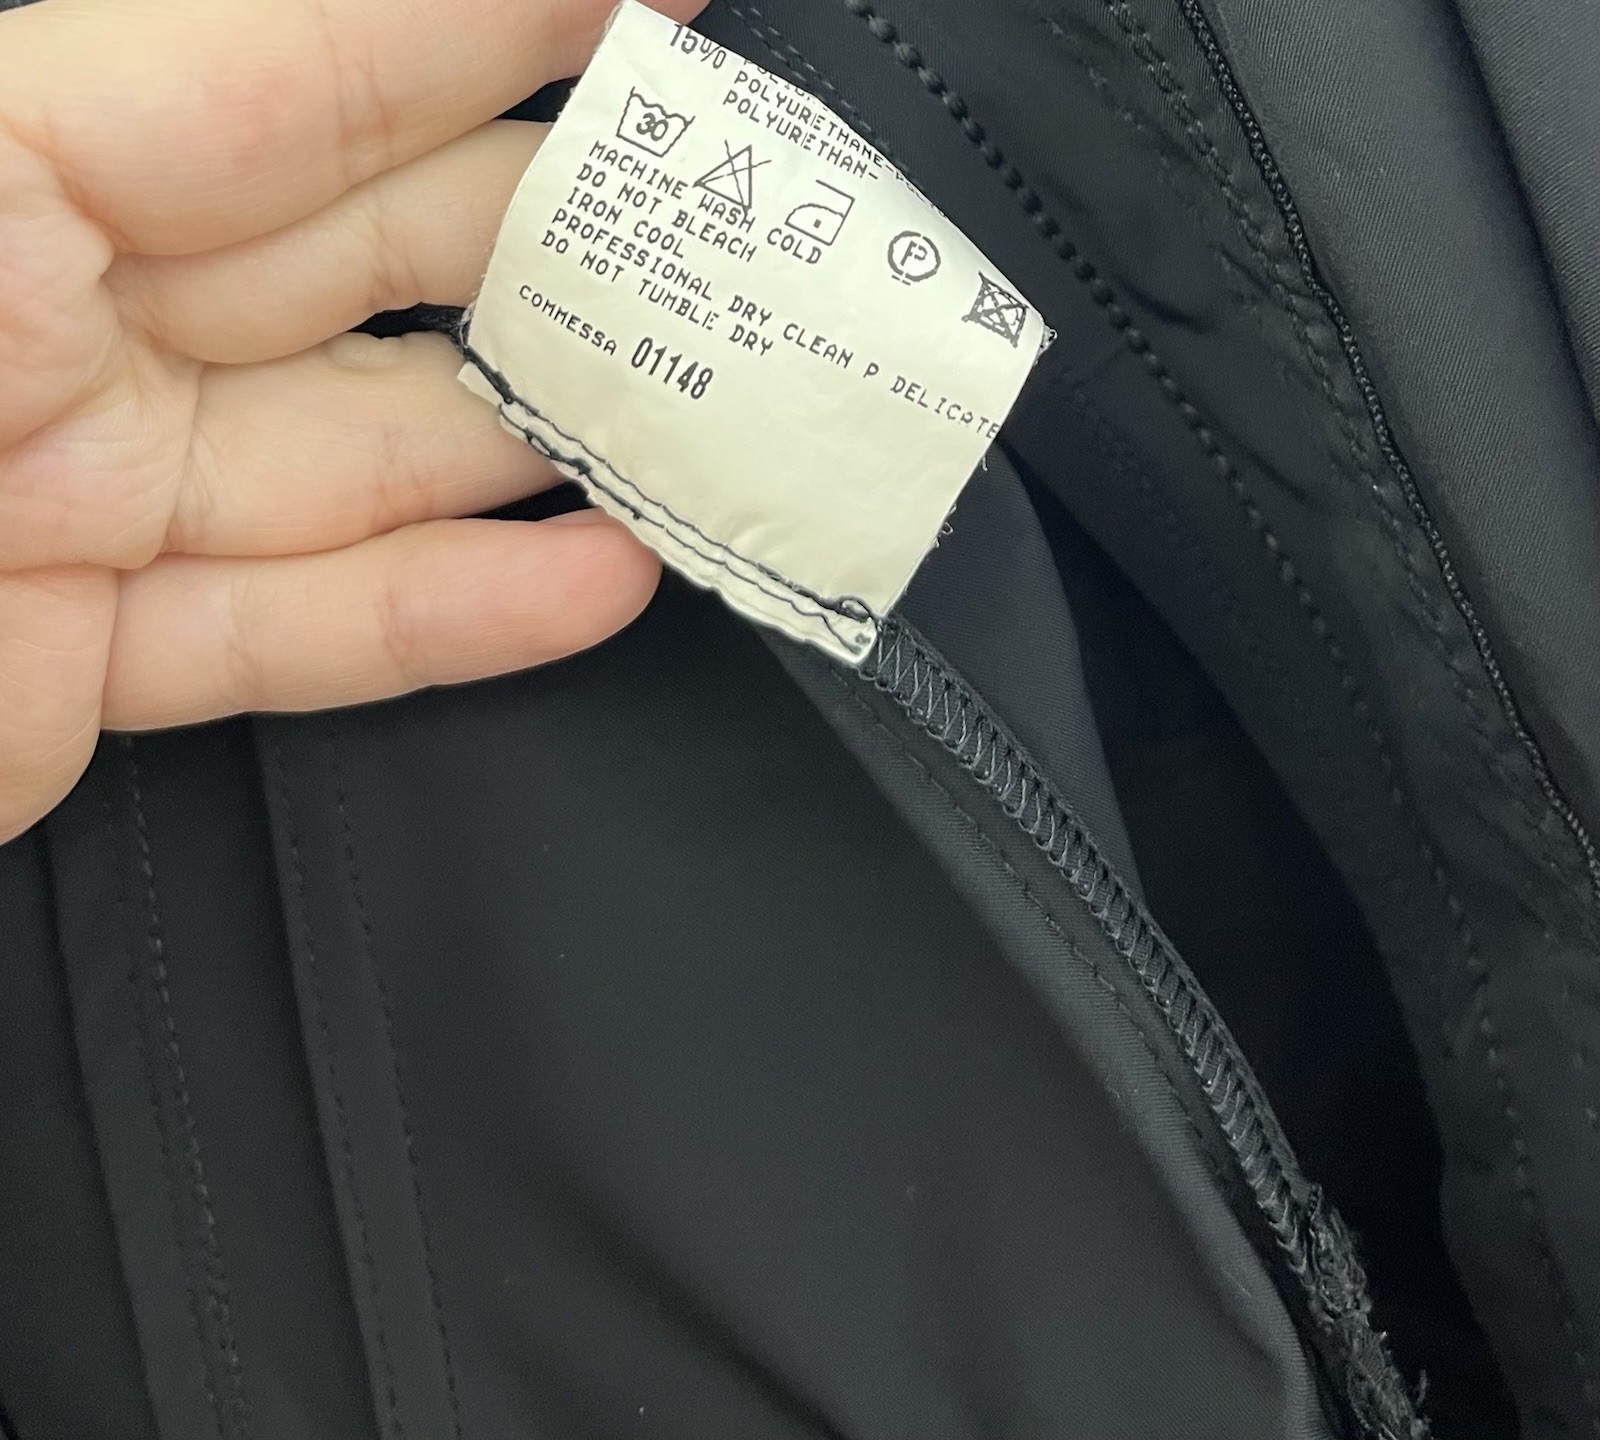 15%
POLYURETHANE-
POLYURETHAN-
30
P
MACHINE WASH COLD
DO NOT BLEACH
IRON COOL
PROFESSIONAL DRY CLEAN P DELICATE
DO NOT TUMBLE DRY
COMMESSA 01148